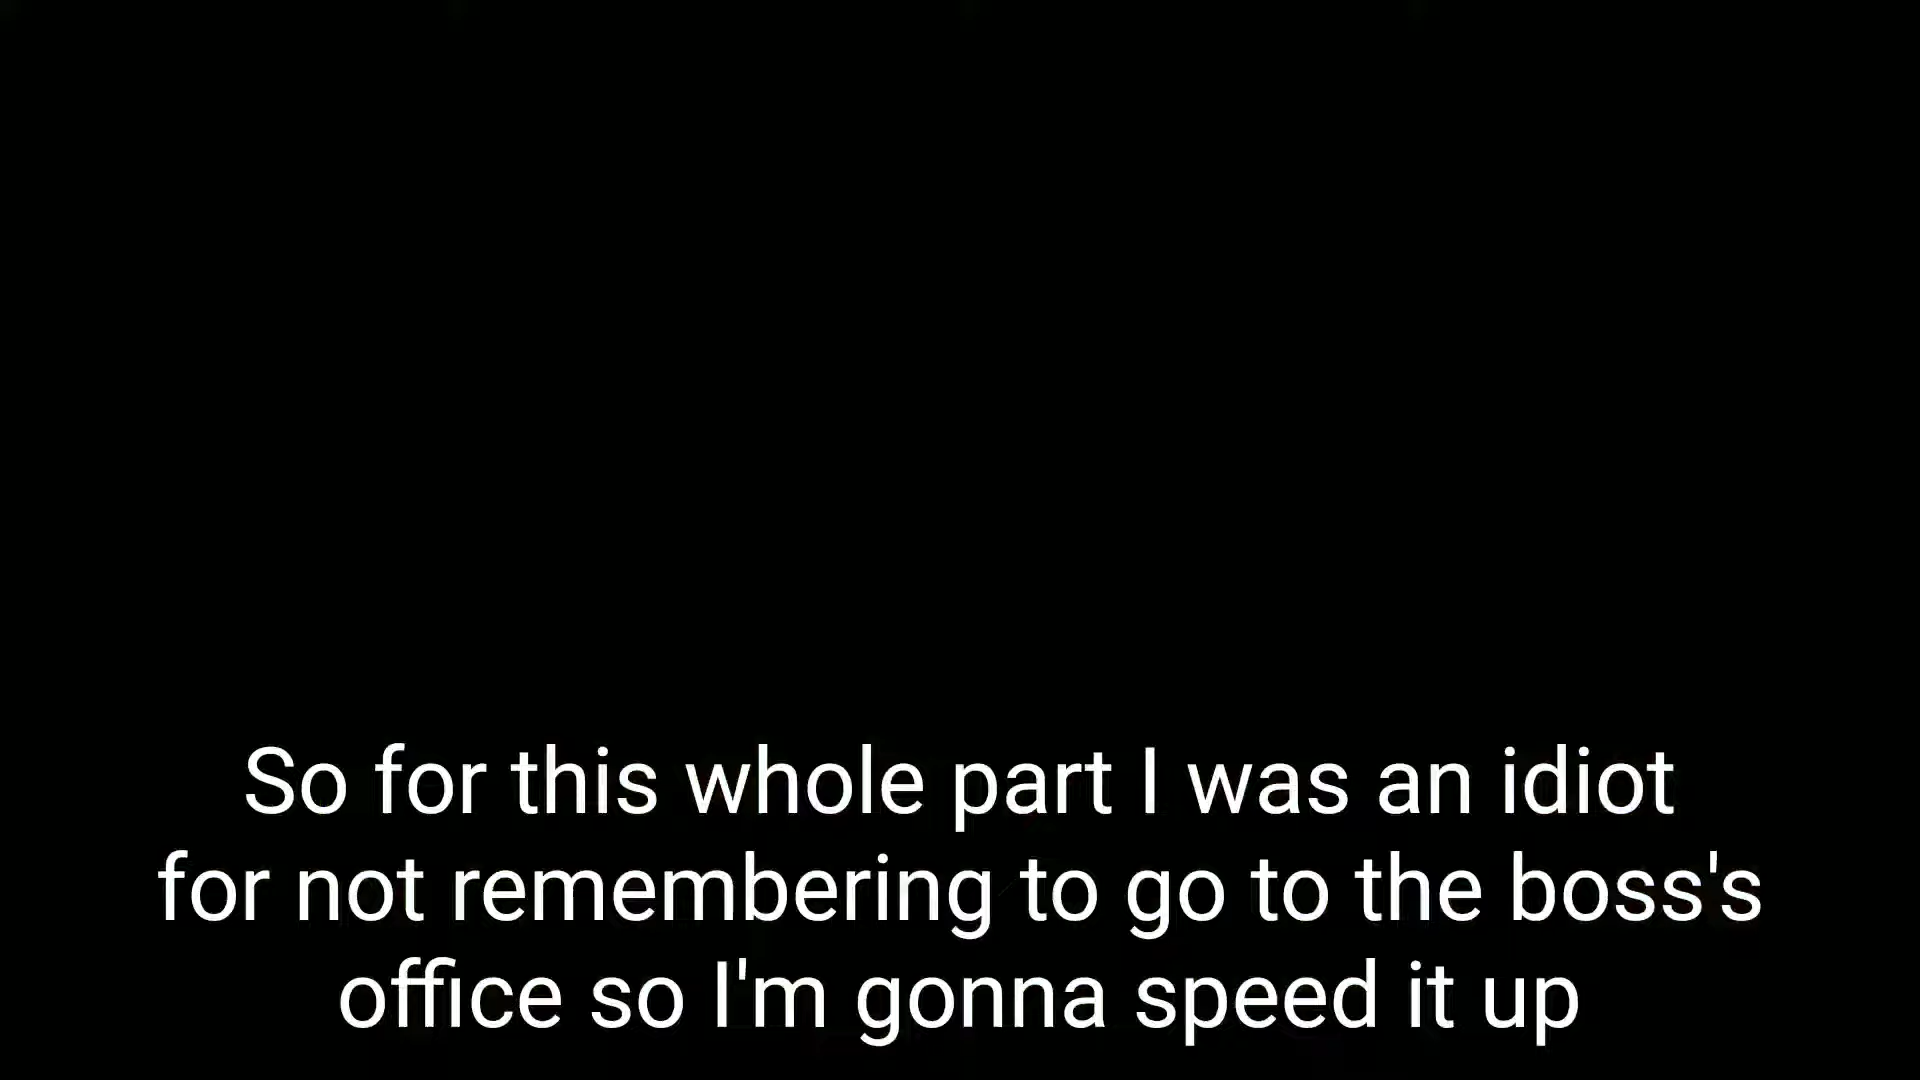 So for this whole part I was an idiot
for not remembering to go to the boss's
office so I'm gonna speed it up